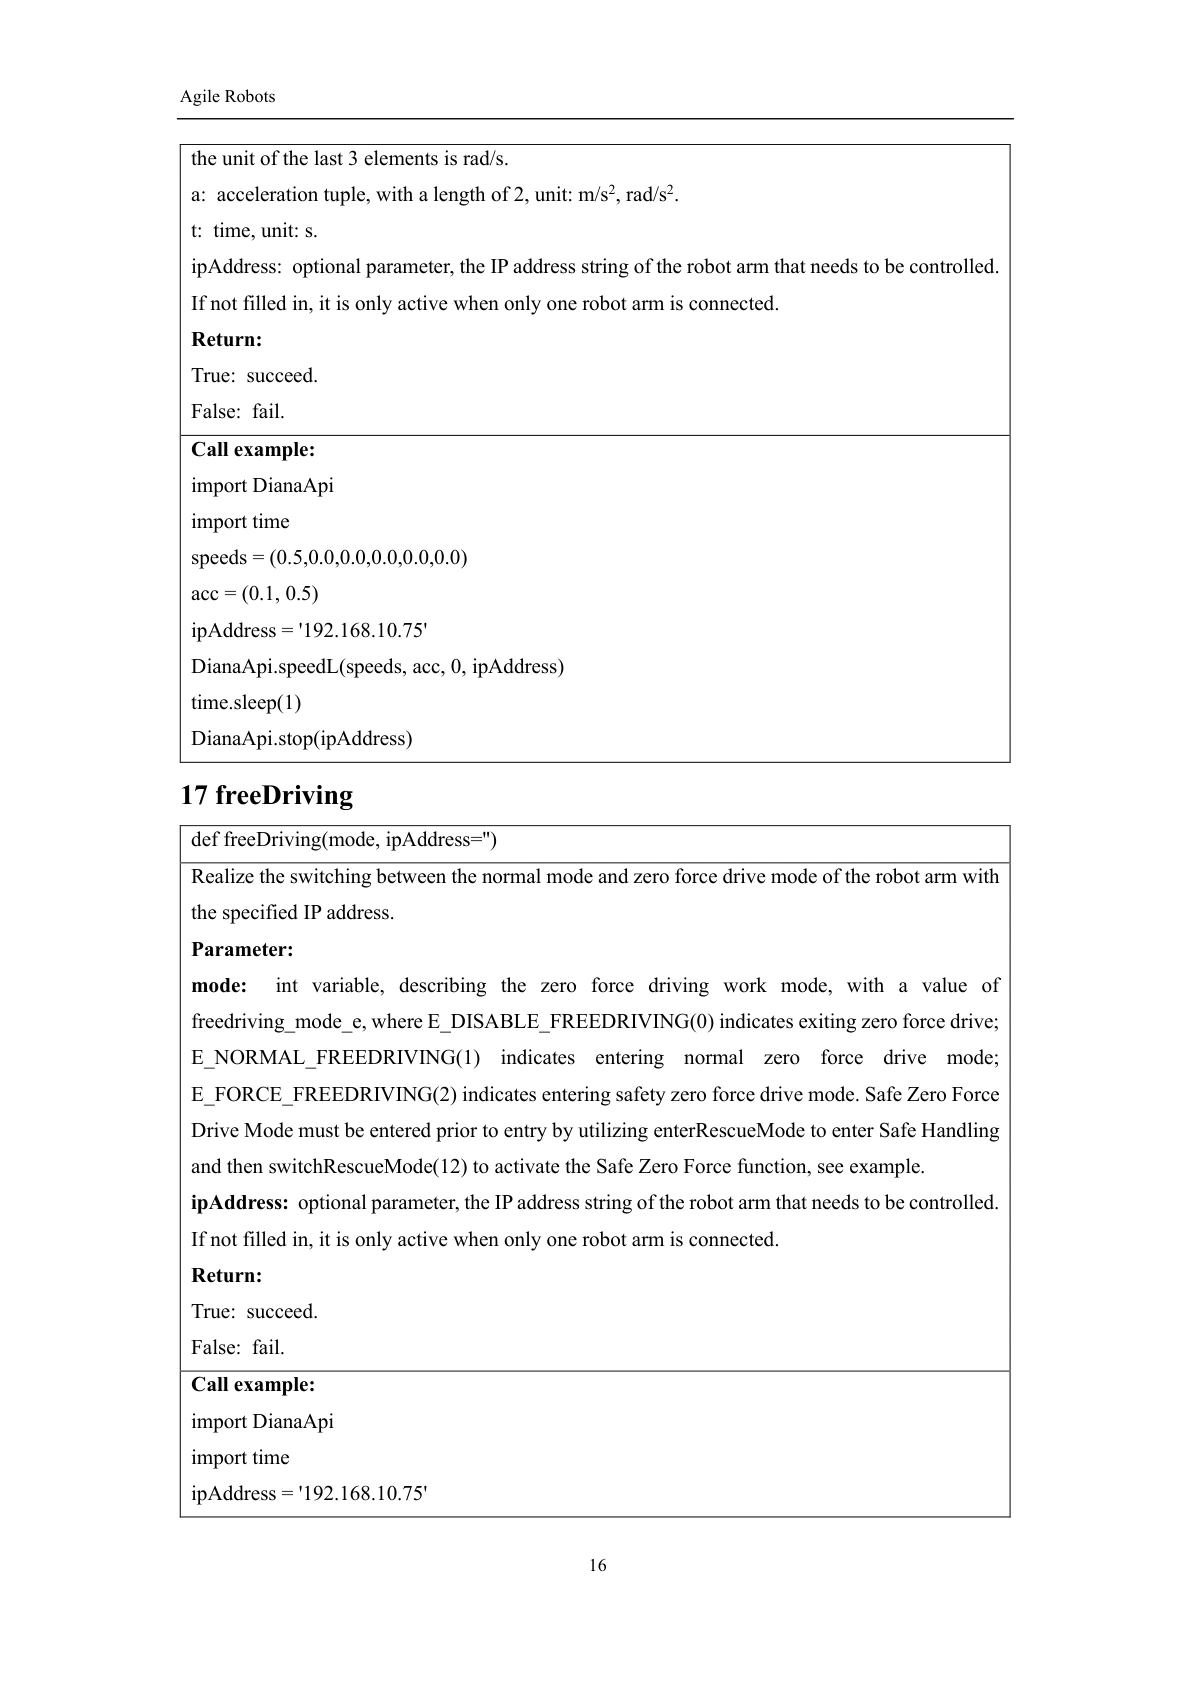 Agile Robots
the unit of the last 3 elements is rad/s.
a:  acceleration tuple, with a length of 2, unit: m/s², rad/s².
t:  time, unit: s.
ipAddress:  optional parameter, the IP address string of the robot arm that needs to be controlled.
If not filled in, it is only active when only one robot arm is connected.
Return:
True:  succeed.
False:  fail.
Call example:
import DianaApi
import time
speeds = (0.5,0.0,0.0,0.0,0.0,0.0)
acc = (0.1, 0.5)
ipAddress = '192.168.10.75'
DianaApi.speedL(speeds, acc, 0, ipAddress)
time.sleep(1)
DianaApi.stop(ipAddress)
17 freeDriving
def freeDriving(mode, ipAddress='')
Realize the switching between the normal mode and zero force drive mode of the robot arm with
the specified IP address.
Parameter:
mode:  int variable, describing the zero force driving work mode, with a value of
freedriving_mode_e, where E_DISABLE_FREEDRIVING(0) indicates exiting zero force drive;
E_NORMAL_FREEDRIVING(1) indicates entering normal zero force drive mode;
E_FORCE_FREEDRIVING(2) indicates entering safety zero force drive mode. Safe Zero Force
Drive Mode must be entered prior to entry by utilizing enterRescueMode to enter Safe Handling
and then switchRescueMode(12) to activate the Safe Zero Force function, see example.
ipAddress:  optional parameter, the IP address string of the robot arm that needs to be controlled.
If not filled in, it is only active when only one robot arm is connected.
Return:
True:  succeed.
False:  fail.
Call example:
import DianaApi
import time
ipAddress = '192.168.10.75'
16